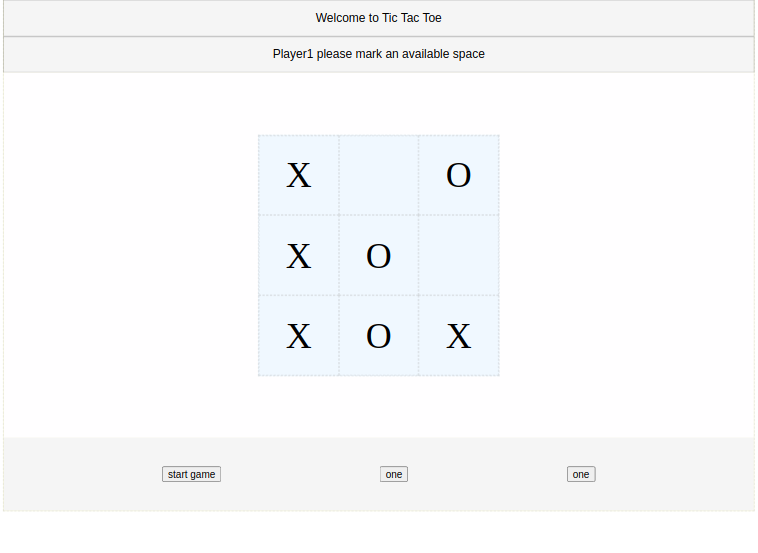 Welcome to Tic Tac Toe
Player1 please mark an available space
X O
X O
X O X
start game one one